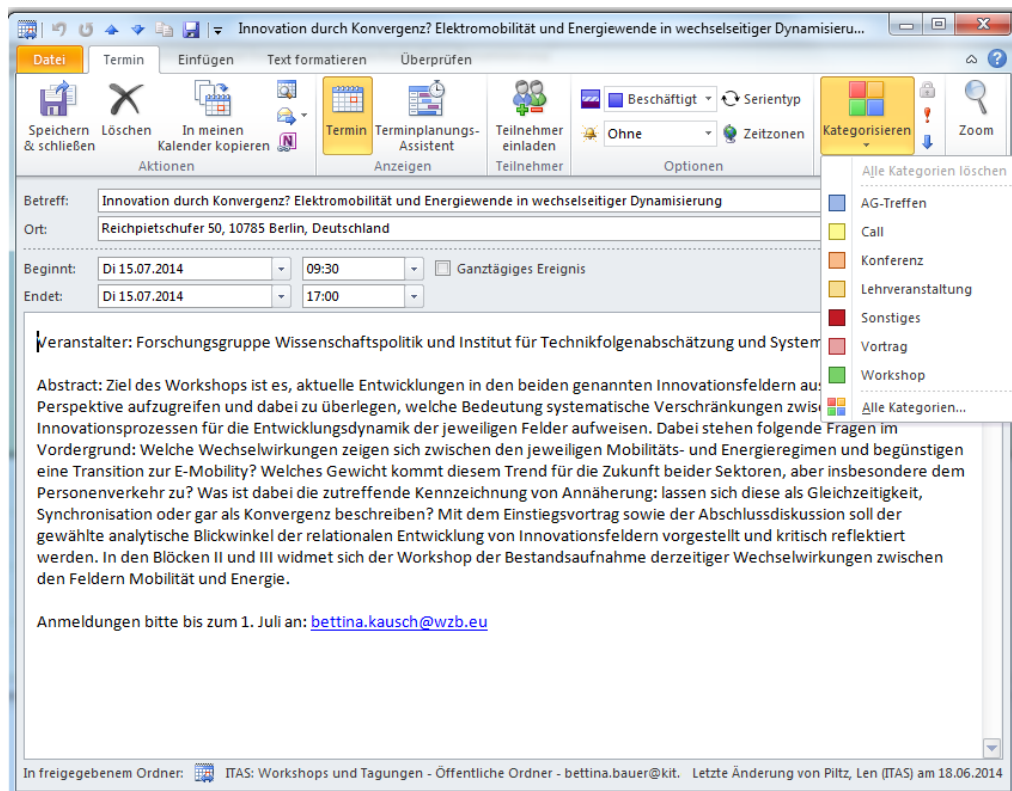 Innovation durch Konvergenz? Elektromobilität und Energiewende in wechselseitiger Dynamisieru...
Datei Termin Einfügen Text formatieren Überprüfen
Speichern & schließen
Löschen
In meinen Kalender kopieren
Aktionen
Termin
Terminplanungs-Assistent
Anzeigen
Teilnehmer einladen
Teilnehmer
Beschäftigt Serientyp
Ohne Zeitzonen
Optionen
Kategorisieren
Zoom
Alle Kategorien löschen
AG-Treffen
Call
Konferenz
Lehrveranstaltung
Sonstiges
Vortrag
Workshop
Alle Kategorien...
Betreff: Innovation durch Konvergenz? Elektromobilität und Energiewende in wechselseitiger Dynamisierung
Ort: Reichpietschufer 50, 10785 Berlin, Deutschland
Beginnt: Di 15.07.2014 09:30 Ganztägiges Ereignis
Endet: Di 15.07.2014 17:00
Veranstalter: Forschungsgruppe Wissenschaftspolitik und Institut für Technikfolgenabschätzung und System
Abstract: Ziel des Workshops ist es, aktuelle Entwicklungen in den beiden genannten Innovationsfeldern aus
Perspektive aufzugreifen und dabei zu überlegen, welche Bedeutung systematische Verschränkungen zwisc
Innovationsprozessen für die Entwicklungsdynamik der jeweiligen Felder aufweisen. Dabei stehen folgende Fragen im
Vordergrund: Welche Wechselwirkungen zeigen sich zwischen den jeweiligen Mobilitäts- und Energieregimen und begünstigen
eine Transition zur E-Mobility? Welches Gewicht kommt diesem Trend für die Zukunft beider Sektoren, aber insbesondere dem
Personenverkehr zu? Was ist dabei die zutreffende Kennzeichnung von Annäherung: lassen sich diese als Gleichzeitigkeit,
Synchronisation oder gar als Konvergenz beschreiben? Mit dem Einstiegsvortrag sowie der Abschlussdiskussion soll der
gewählte analytische Blickwinkel der relationalen Entwicklung von Innovationsfeldern vorgestellt und kritisch reflektiert
werden. In den Blöcken II und III widmet sich der Workshop der Bestandsaufnahme derzeitiger Wechselwirkungen zwischen
den Feldern Mobilität und Energie.
Anmeldungen bitte bis zum 1. Juli an: bettina.kausch@wzb.eu
In freigegebenem Ordner: ITAS: Workshops und Tagungen - Öffentliche Ordner - bettina.bauer@kit. Letzte Änderung von Piltz, Len (ITAS) am 18.06.2014